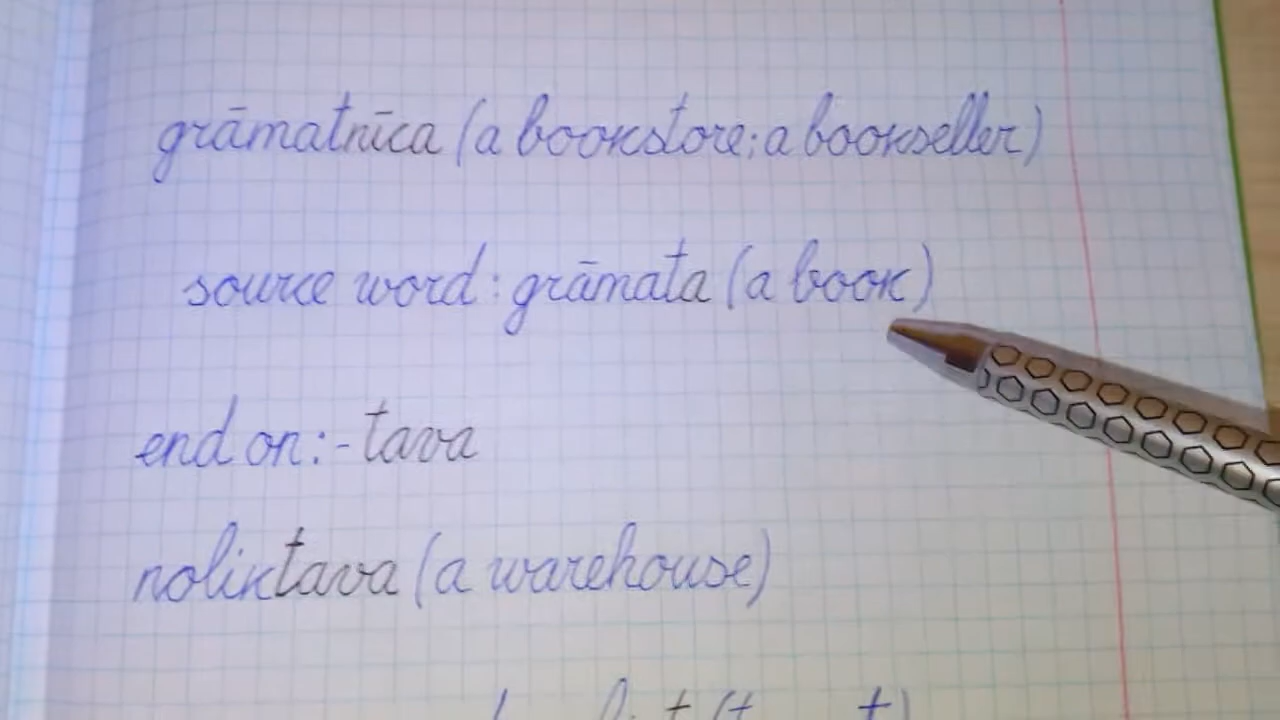 grāmatnīca (a bookstore; a bookseller)
source word: grāmata (a book)
end on: -tava
noliktava (a warehouse)